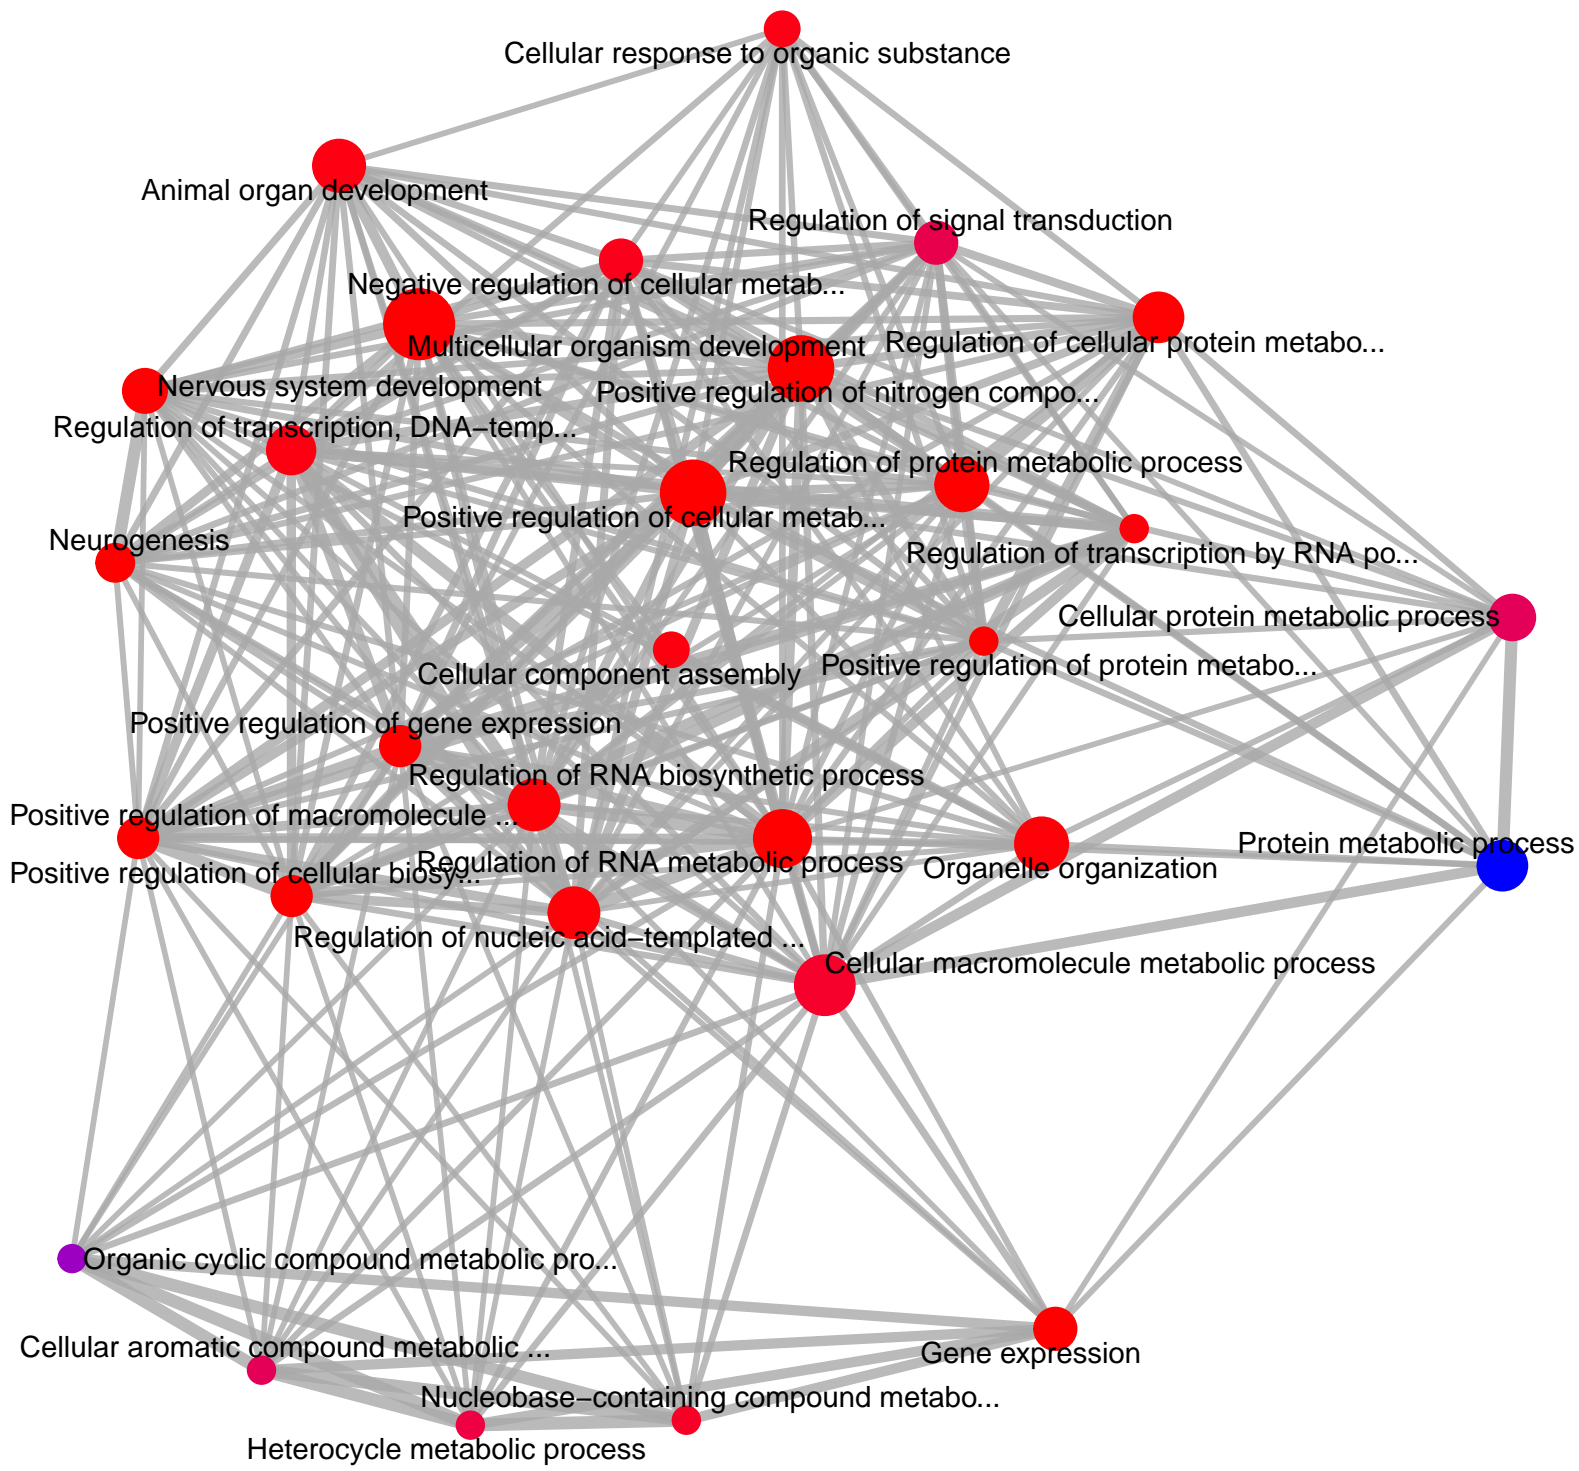 Cellular response to organic substance
Animal organ development
Regulation of signal transduction
Negative regulation of cellular metab...
Multicellular organism development
Regulation of cellular protein metabo...
Nervous system development
Positive regulation of nitrogen compo...
Regulation of transcription, DNA−temp...
Regulation of protein metabolic process
Positive regulation of cellular metab...
Neurogenesis
Regulation of transcription by RNA po...
Cellular protein metabolic process
Cellular component assembly
Positive regulation of protein metabo...
Positive regulation of gene expression
Regulation of RNA biosynthetic process
Positive regulation of macromolecule ...
Protein metabolic process
Regulation of RNA metabolic process
Organelle organization
Positive regulation of cellular biosy...
Regulation of nucleic acid−templated ...
Cellular macromolecule metabolic process
Organic cyclic compound metabolic pro...
Cellular aromatic compound metabolic ...
Gene expression
Nucleobase−containing compound metabo...
Heterocycle metabolic process